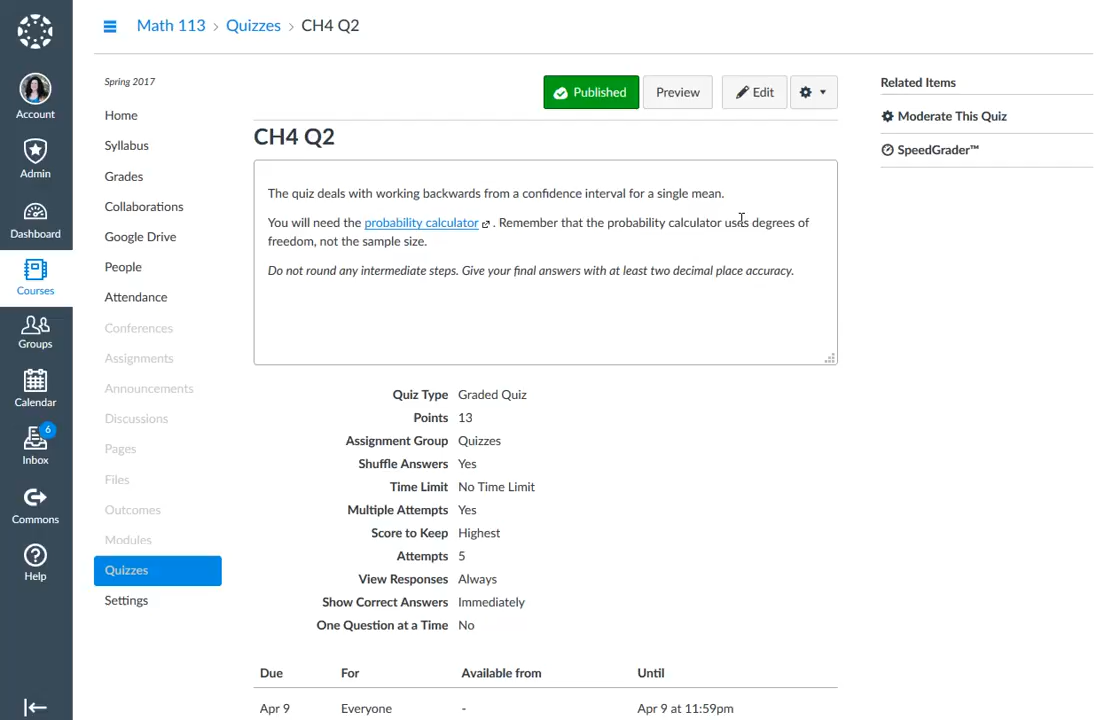 Math 113 › Quizzes › CH4 Q2
Account
Admin
Dashboard
Courses
Groups
Calendar
6
Inbox
Commons
Help
Spring 2017
Home
Syllabus
Grades
Collaborations
Google Drive
People
Attendance
Conferences
Assignments
Announcements
Discussions
Pages
Files
Outcomes
Modules
Quizzes
Settings
Published
Preview
Edit
CH4 Q2
The quiz deals with working backwards from a confidence interval for a single mean.
You will need the probability calculator . Remember that the probability calculator uses degrees of
freedom, not the sample size.
Do not round any intermediate steps. Give your final answers with at least two decimal place accuracy.
Quiz Type Graded Quiz
Points 13
Assignment Group Quizzes
Shuffle Answers Yes
Time Limit No Time Limit
Multiple Attempts Yes
Score to Keep Highest
Attempts 5
View Responses Always
Show Correct Answers Immediately
One Question at a Time No
Due For Available from Until
Apr 9 Everyone - Apr 9 at 11:59pm
Related Items
Moderate This Quiz
SpeedGrader™